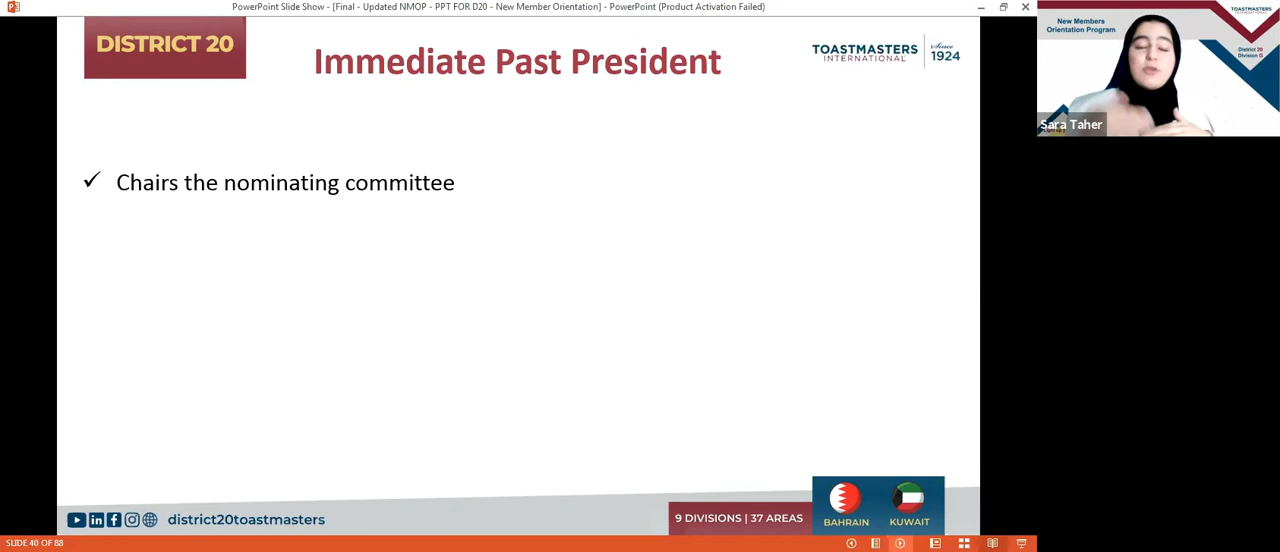 PowerPoint Slide Show - [Final - Updated NMOP - PPT FOR D20 - New Member Orientation] - PowerPoint (Product Activation Failed)
DISTRICT 20
Immediate Past President
TOASTMASTERS
INTERNATIONAL
Since
1924
New Members
Orientation Program
TOASTMASTERS
INTERNATIONAL
District 20
Division G
Sara Taher
✓ Chairs the nominating committee
district20toastmasters
9 DIVISIONS | 37 AREAS
BAHRAIN
KUWAIT
SLIDE 40 OF 88